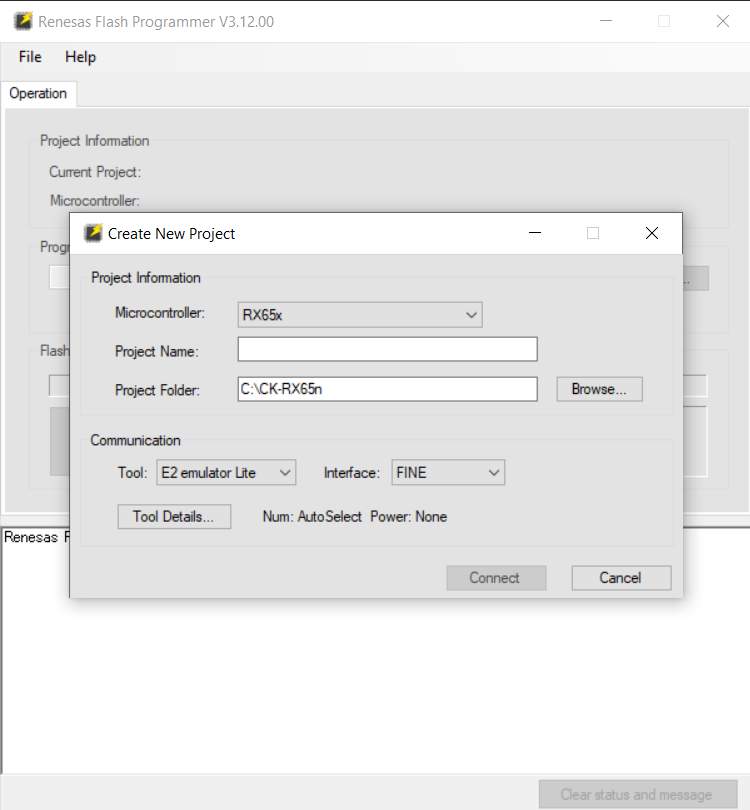 Renesas Flash Programmer V3.12.00
File Help
Operation
Project Information
Current Project:
Microcontroller:
Progr
Flash
Create New Project
Project Information
Microcontroller: RX65x
Project Name:
Project Folder: C:\CK-RX65n Browse...
Communication
Tool: E2 emulator Lite Interface: FINE
Tool Details... Num: AutoSelect Power: None
Connect Cancel
Renesas F
Clear status and message